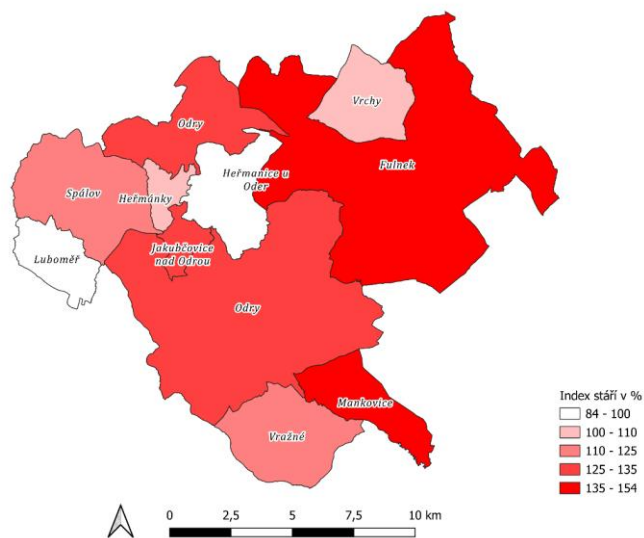 Vrchy
Odry
Fulnek
Heřmanice u
Oder
Spálov
Heřmánky
Jakubčovice
nad Odrou
Luboměř
Odry
Mankovice
Vražné
Index stáří v %
84 - 100
100 - 110
110 - 125
125 - 135
135 - 154
0 2,5 5 7,5 10 km